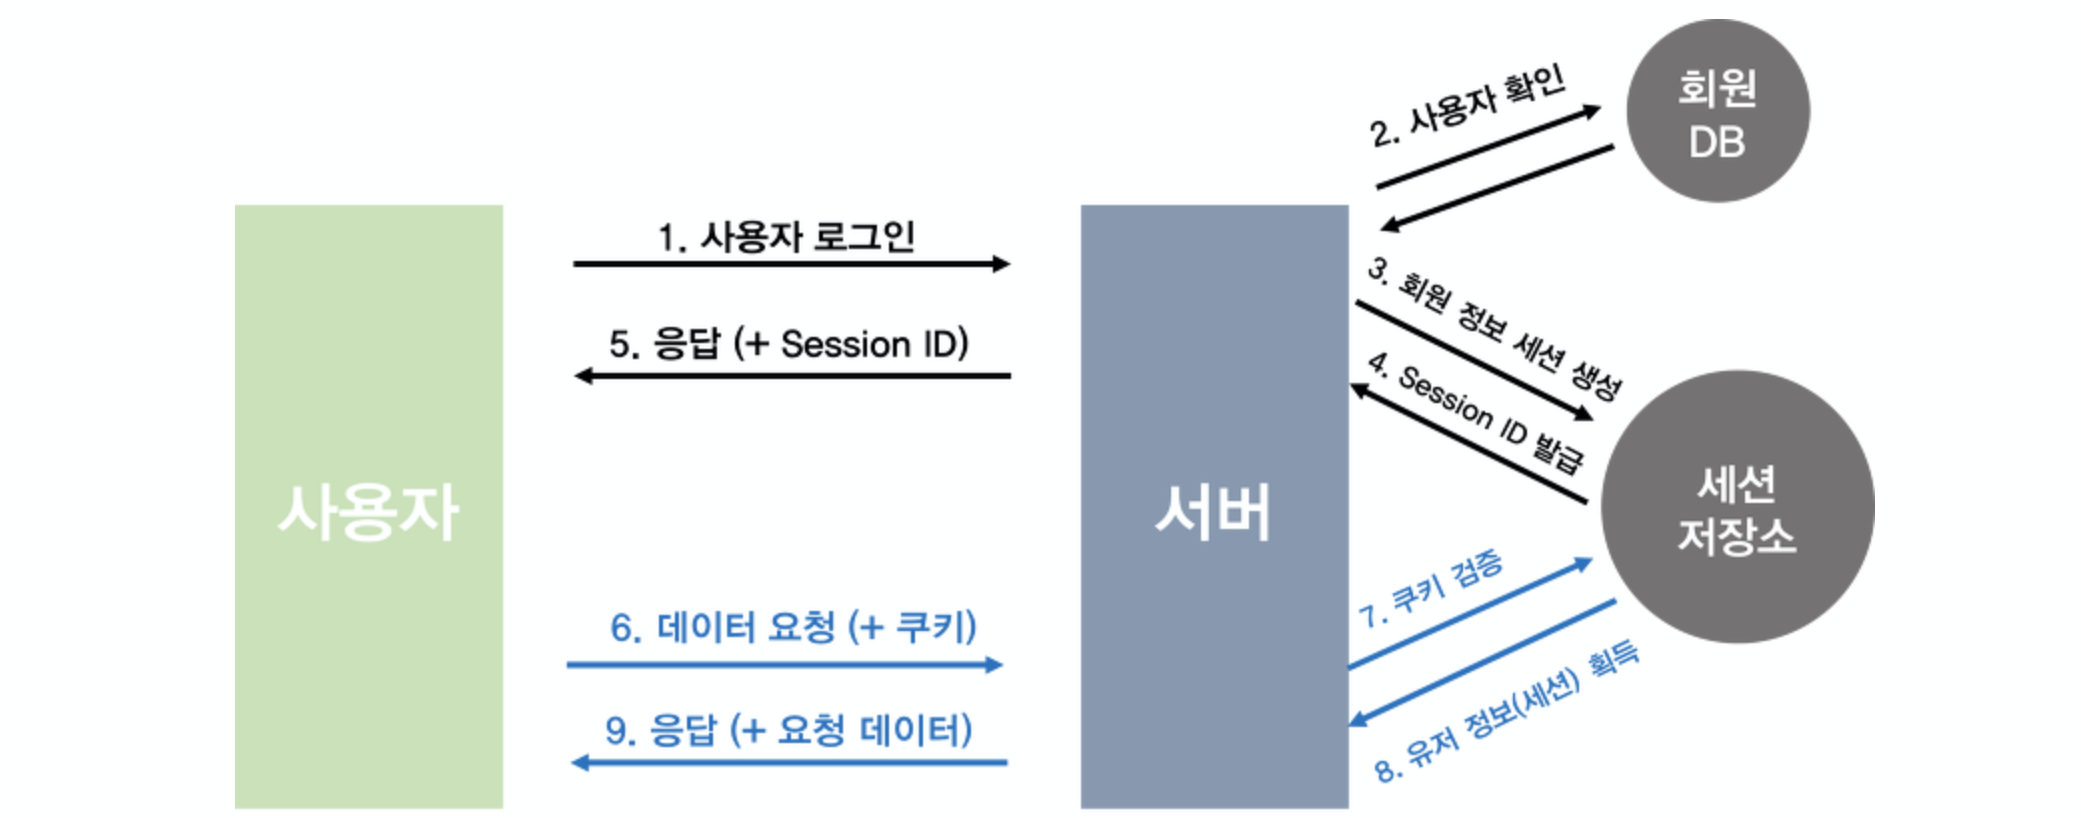 회원
DB
2. 사용자 확인
1. 사용자 로그인
3. 회원 정보 세션 생성
5. 응답 (+ Session ID)
4. Session ID 발급
사용자
서버
세션
저장소
6. 데이터 요청 (+ 쿠키)
7. 쿠키 검증
8. 유저 정보(세션) 획득
9. 응답 (+ 요청 데이터)